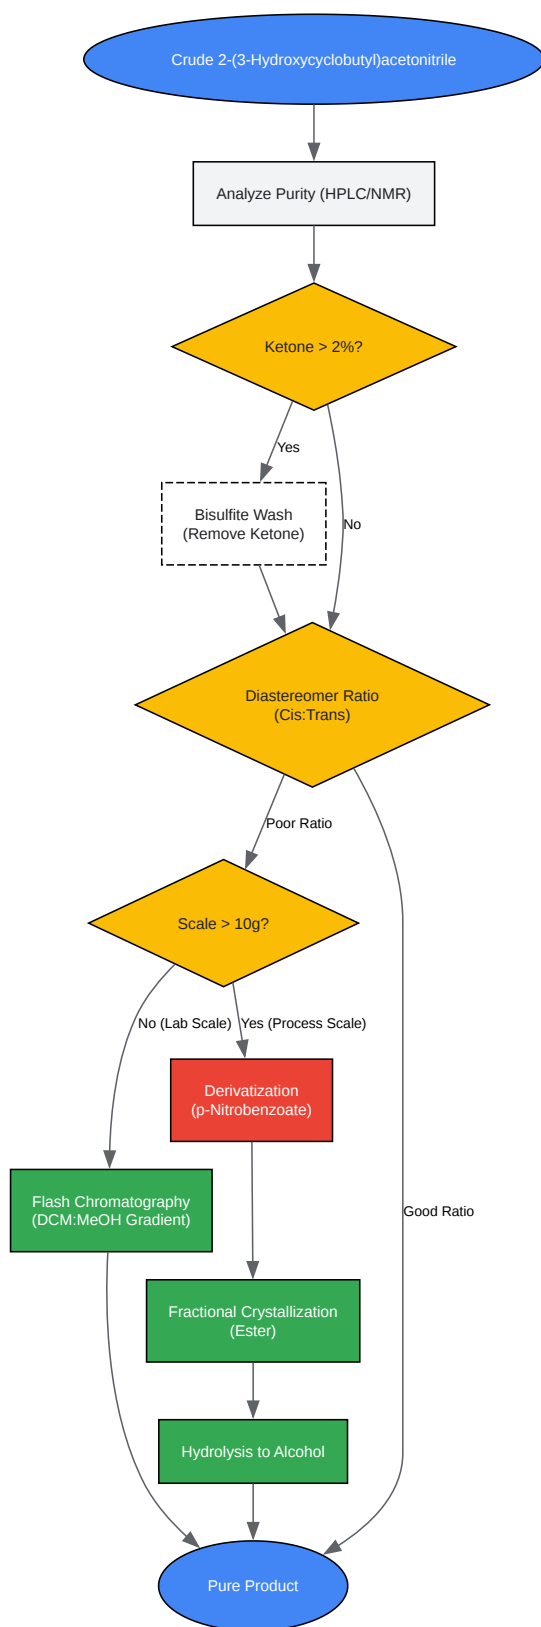 Crude 2-(3-Hydroxycyclobutyl)acetonitrile
Analyze Purity (HPLC/NMR)
Ketone > 2%?
Yes
Bisulfite Wash
(Remove Ketone)
No
Diastereomer Ratio
(Cis:Trans)
Poor Ratio
Scale > 10g?
No (Lab Scale)
Yes (Process Scale)
Derivatization
(p-Nitrobenzoate)
Flash Chromatography
(DCM:MeOH Gradient)
Good Ratio
Fractional Crystallization
(Ester)
Hydrolysis to Alcohol
Pure Product